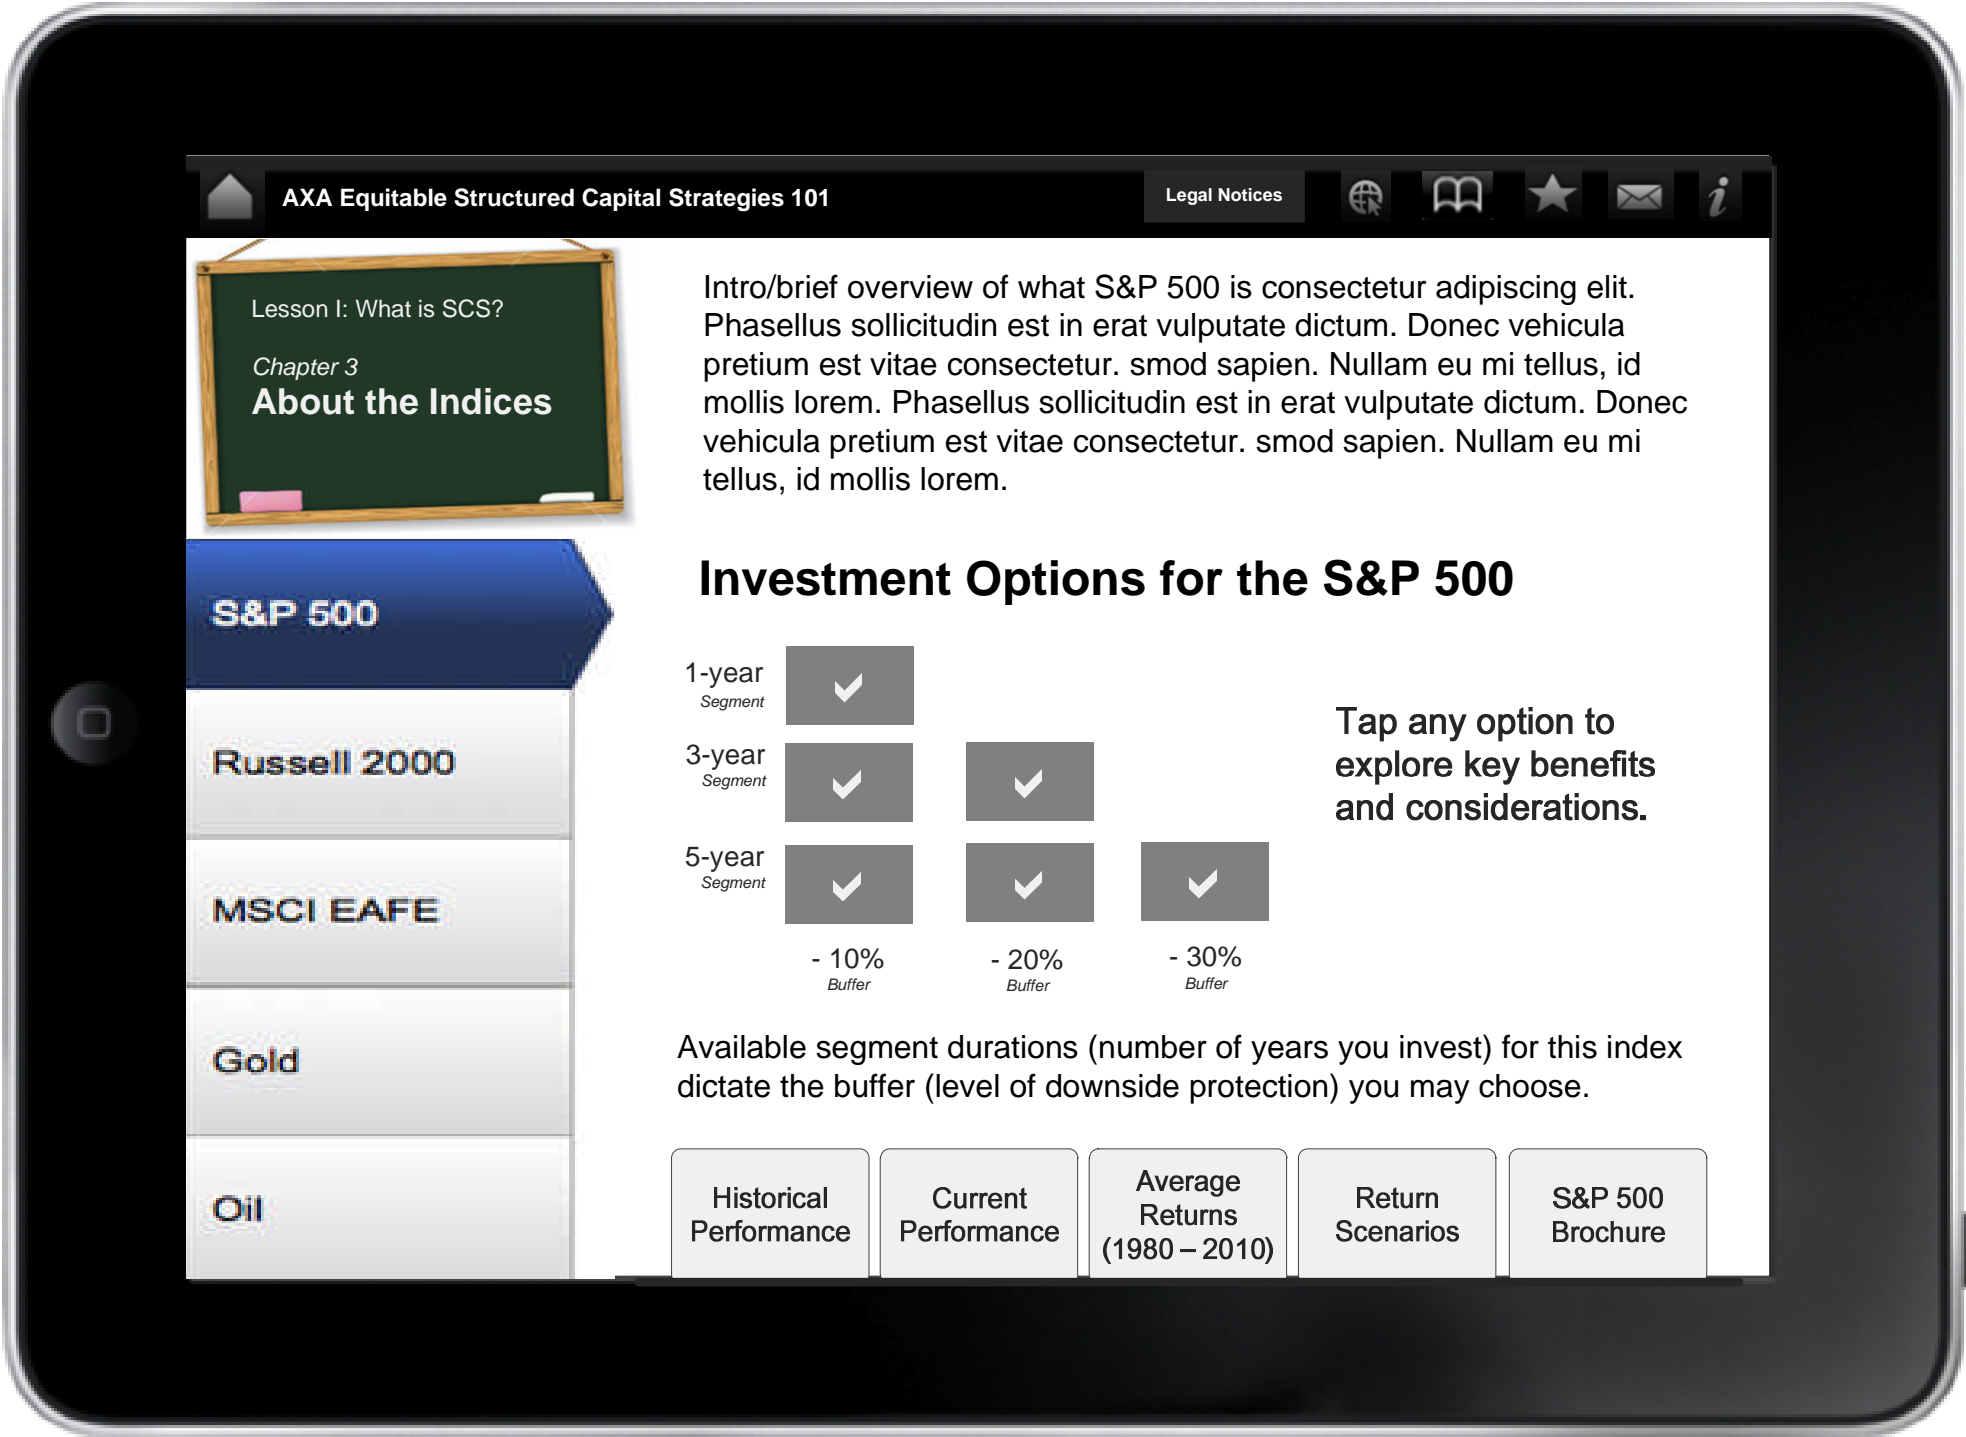 AXA Equitable Structured Capital Strategies 101
Legal Notices
Lesson I: What is SCS?
Chapter 3
About the Indices
S&P 500
Russell 2000
MSCI EAFE
Gold
Oil
Intro/brief overview of what S&P 500 is consectetur adipiscing elit.
Phasellus sollicitudin est in erat vulputate dictum. Donec vehicula
pretium est vitae consectetur. smod sapien. Nullam eu mi tellus, id
mollis lorem. Phasellus sollicitudin est in erat vulputate dictum. Donec
vehicula pretium est vitae consectetur. smod sapien. Nullam eu mi
tellus, id mollis lorem.
Investment Options for the S&P 500
1-year
Segment
3-year
Segment
5-year
Segment
- 10%
Buffer
- 20%
Buffer
- 30%
Buffer
Tap any option to
explore key benefits
and considerations.
Available segment durations (number of years you invest) for this index
dictate the buffer (level of downside protection) you may choose.
Historical
Performance
Current
Performance
Average
Returns
(1980 – 2010)
Return
Scenarios
S&P 500
Brochure